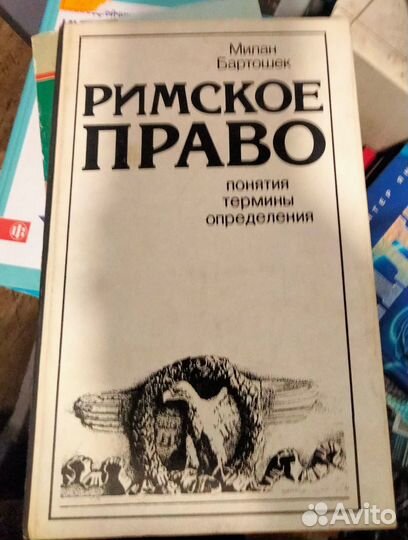 Милан
Бартошек
РИМСКОЕ
ПРАВО
понятия
термины
определения
Avito